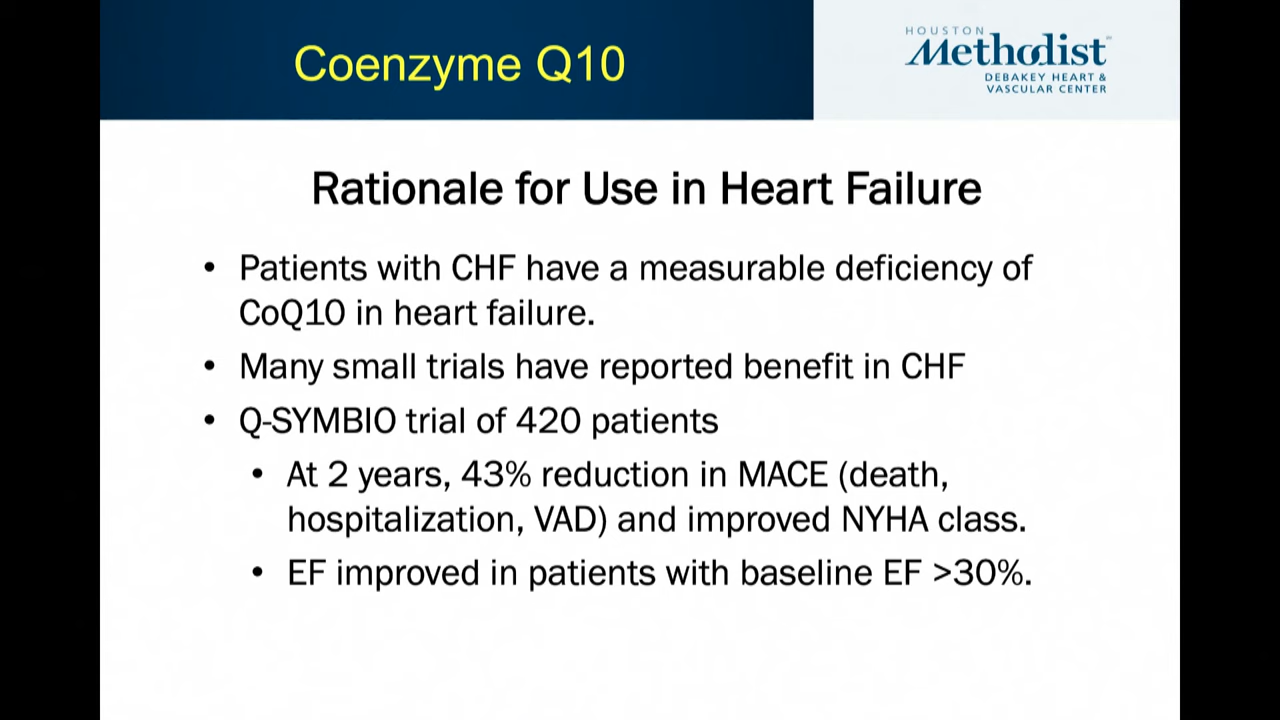 Coenzyme Q10
HOUSTON
Methodist
DEBAKEY HEART &
VASCULAR CENTER
Rationale for Use in Heart Failure
• Patients with CHF have a measurable deficiency of
CoQ10 in heart failure.
• Many small trials have reported benefit in CHF
• Q-SYMBIO trial of 420 patients
• At 2 years, 43% reduction in MACE (death,
hospitalization, VAD) and improved NYHA class.
• EF improved in patients with baseline EF >30%.